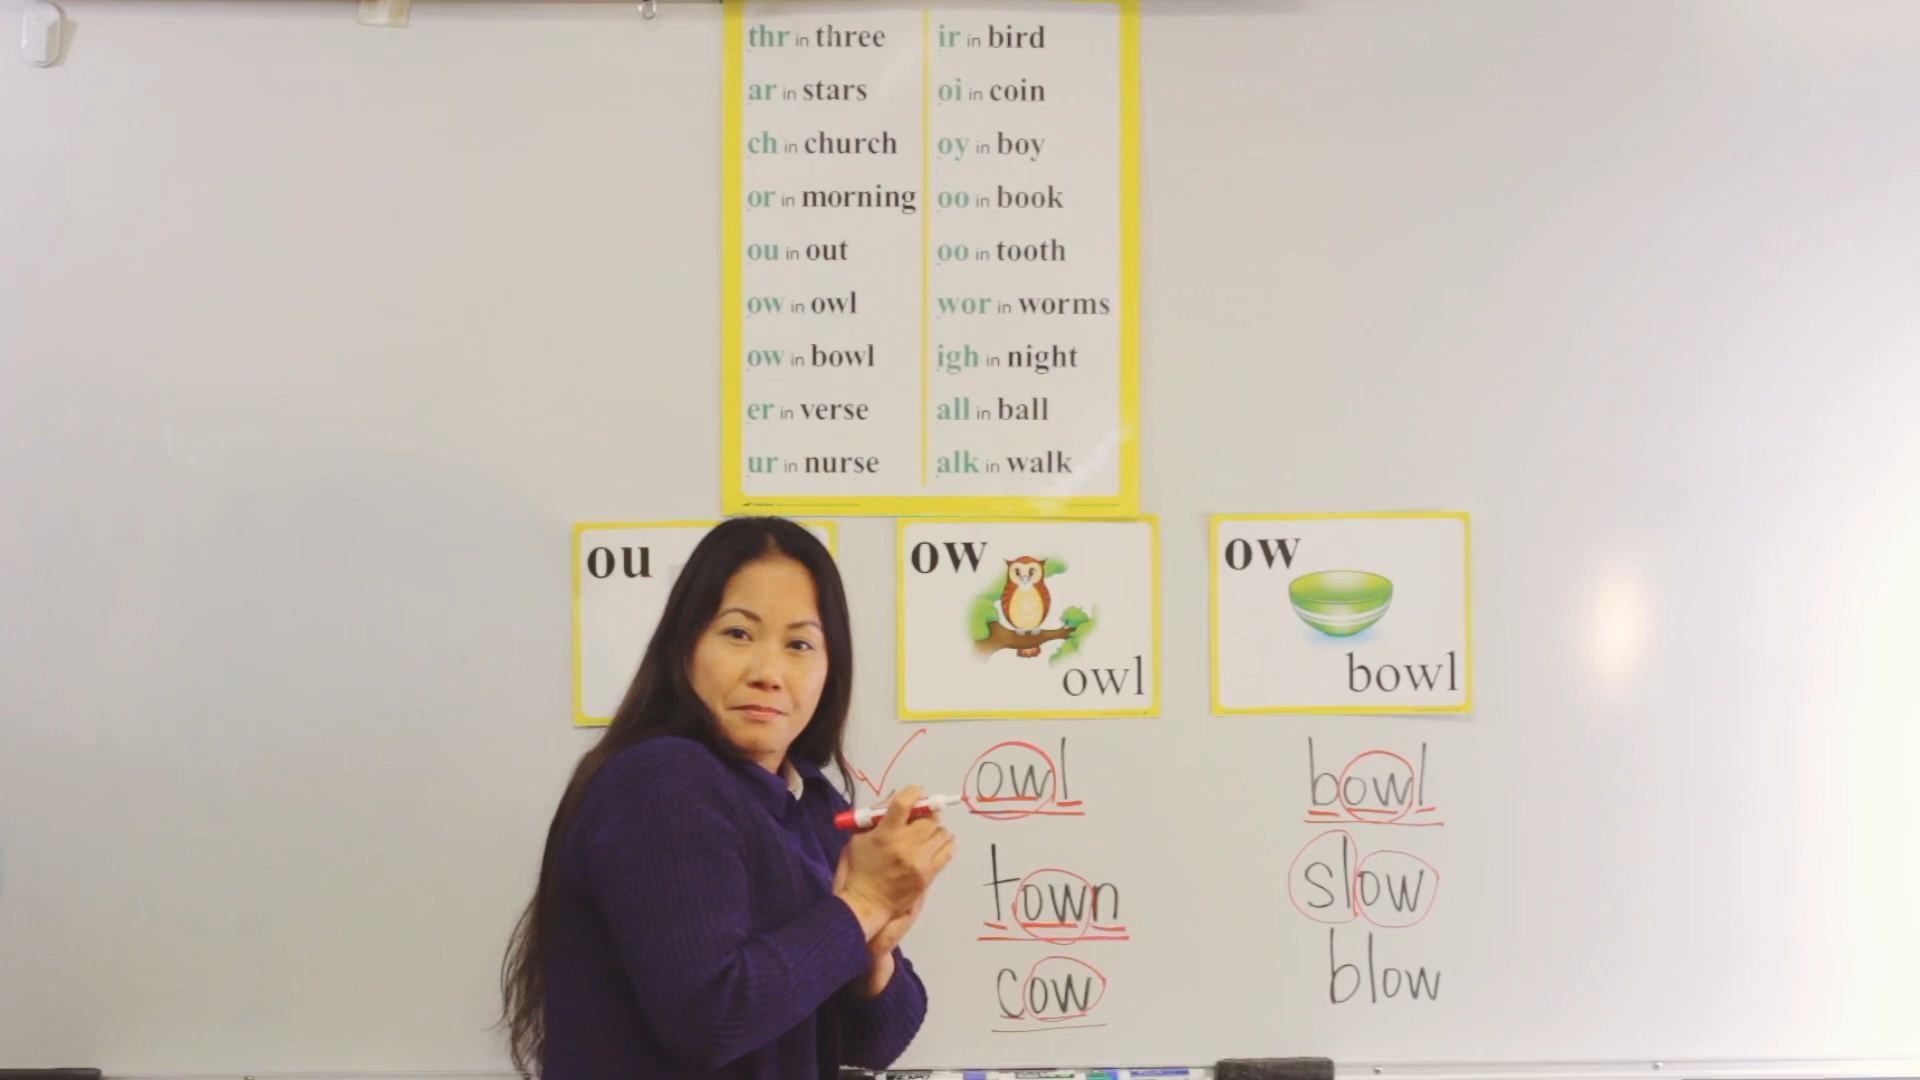 thr in three
ar in stars
ch in church
or in morning
ou in out
ow in owl
ow in bowl
er in verse
ur in nurse
ir in bird
oi in coin
oy in boy
oo in book
oo in tooth
wor in worms
igh in night
all in ball
alk in walk
ou
ow
owl
ow
bowl
owl
town
cow
bowl
slow
blow
EXPO